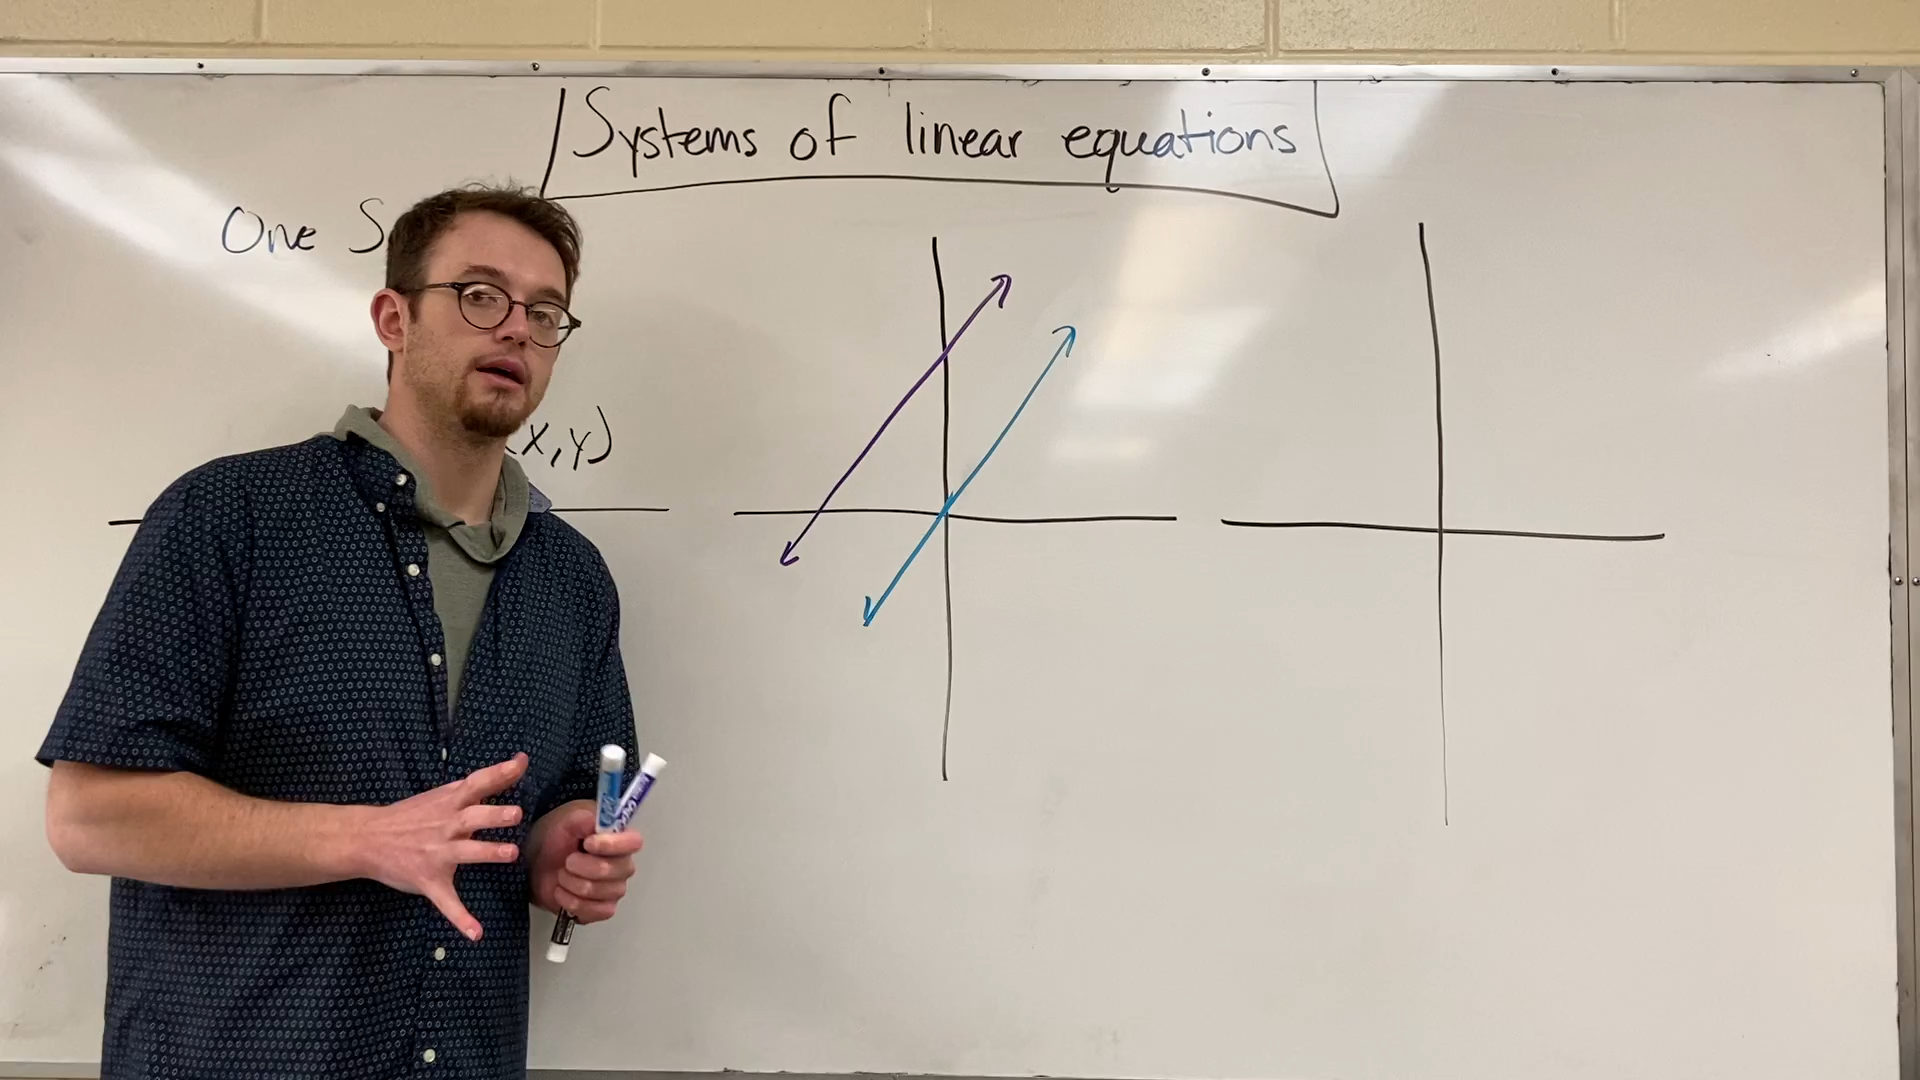 Systems of linear equations
One S
x,y)